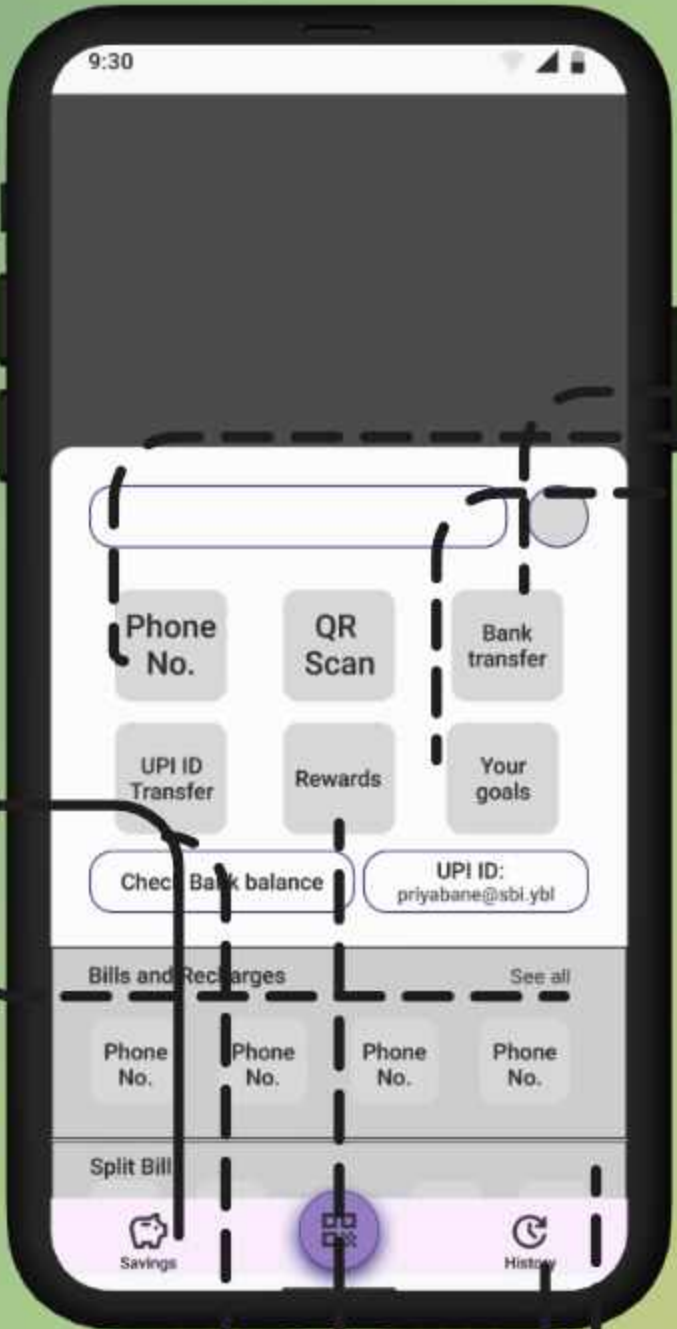 9:30
Phone
No.
QR
Scan
Bank
transfer
UPI ID
Transfer
Rewards
Your
goals
Check Bank balance
UPI ID:
priyabane@sbi.ybl
Bills and Recharges
See all
Phone
No.
Phone
No.
Phone
No.
Phone
No.
Split Bill
Savings
History